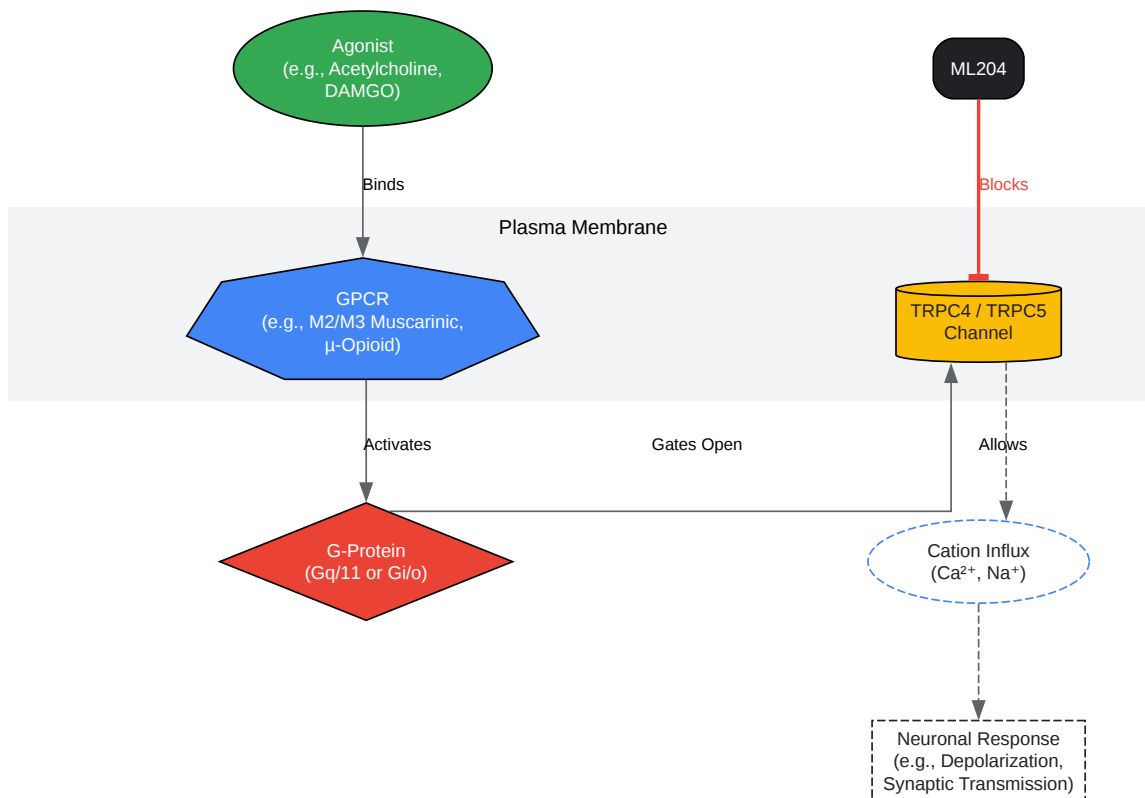 Agonist
(e.g., Acetylcholine,
DAMGO)
ML204
Binds
Blocks
Plasma Membrane
GPCR
(e.g., M2/M3 Muscarinic,
µ-Opioid)
TRPC4 / TRPC5
Channel
Activates
Gates Open
Allows
G-Protein
(Gq/11 or Gi/o)
Cation Influx
(Ca²⁺, Na⁺)
Neuronal Response
(e.g., Depolarization,
Synaptic Transmission)